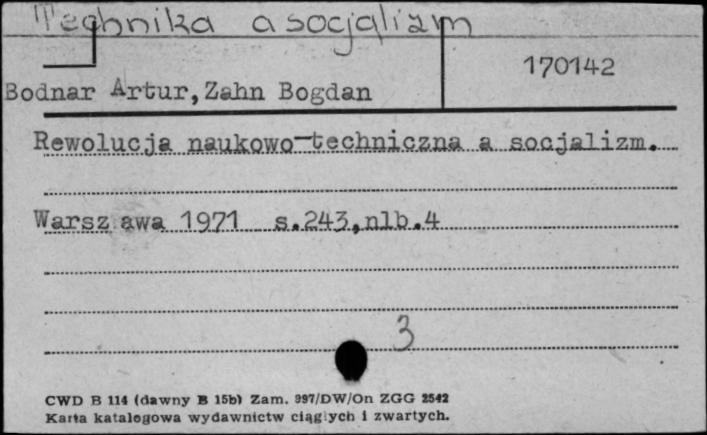 Technika a socjalizm
170142
Bodnar Artur, Zahn Bogdan
Rewolucja naukowo-techniczna a socjalizm.
Warszawa 1971 s.243,nlb.4
3
CWD B 114 (dawny B 15b) Zam. 997/DW/On ZGG 2542
Karta katalogowa wydawnictw ciągłych i zwartych.